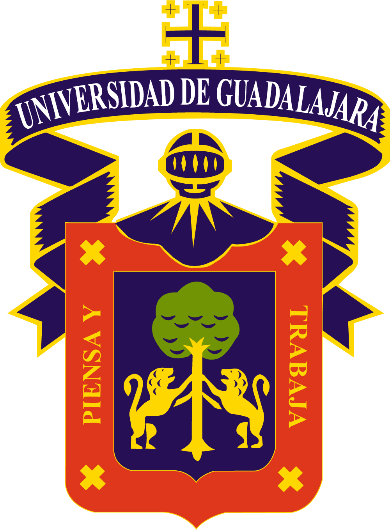 UNIVERSIDAD DE GUADALAJARA
PIENSA Y
TRABAJA